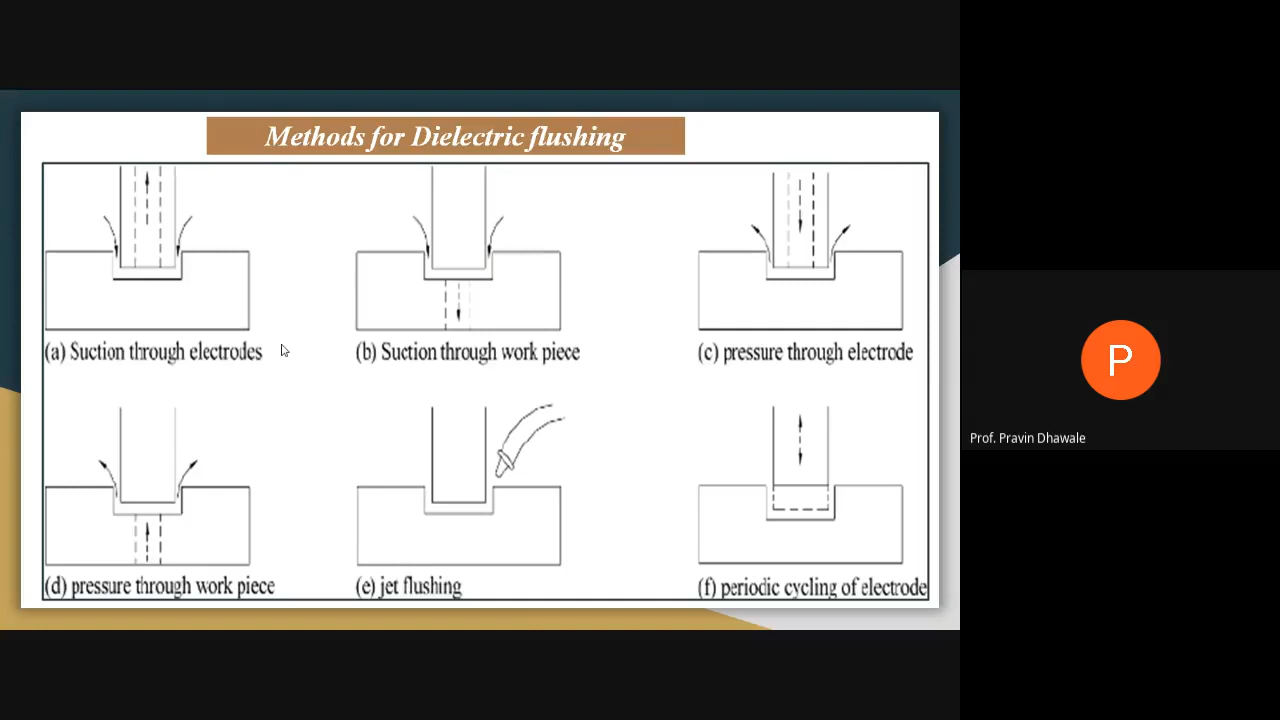 Methods for Dielectric flushing
(a) Suction through electrodes
(b) Suction through work piece
(c) pressure through electrode
(d) pressure through work piece
(e) jet flushing
(f) periodic cycling of electrode
P
Prof. Pravin Dhawale